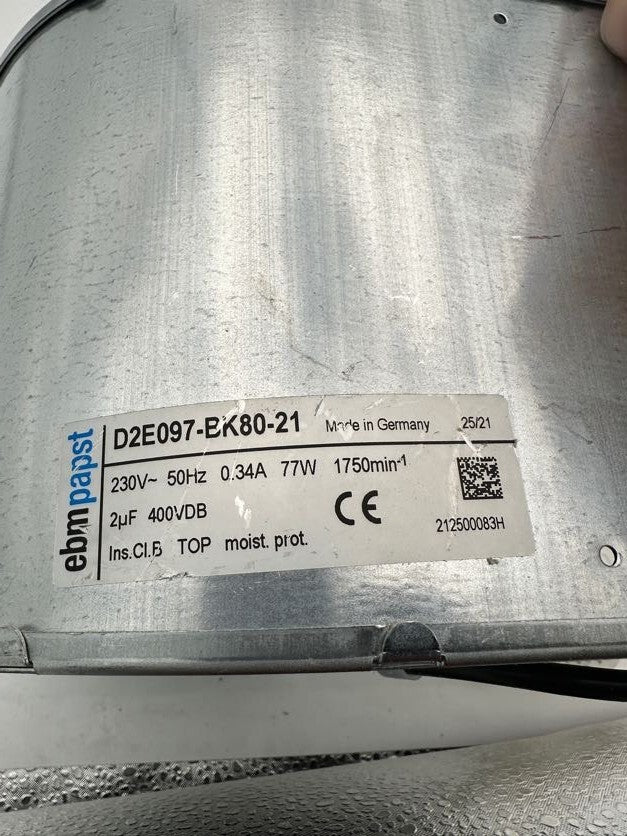 ebmpapst
D2E097-BK80-21 Made in Germany 25/21
230V~ 50Hz 0.34A 77W 1750min-1
2µF 400VDB
CE
212500083H
Ins.Cl.B TOP moist. prot.